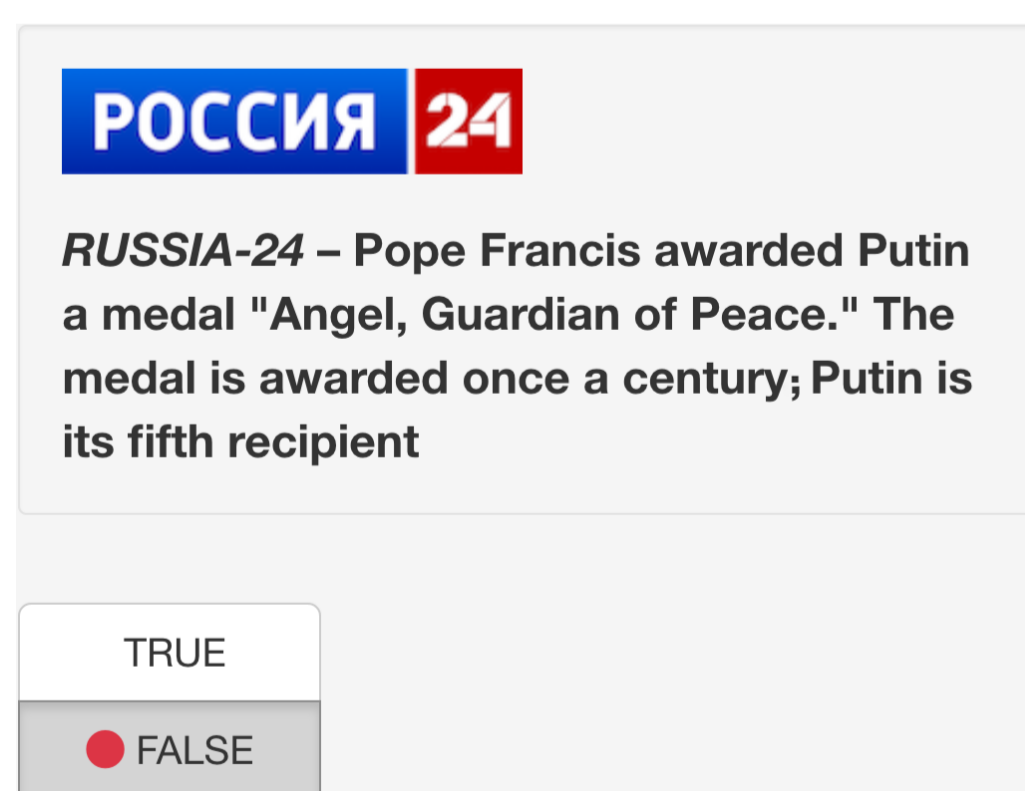 РОССИЯ 24
RUSSIA-24 – Pope Francis awarded Putin
a medal "Angel, Guardian of Peace." The
medal is awarded once a century; Putin is
its fifth recipient
TRUE
FALSE